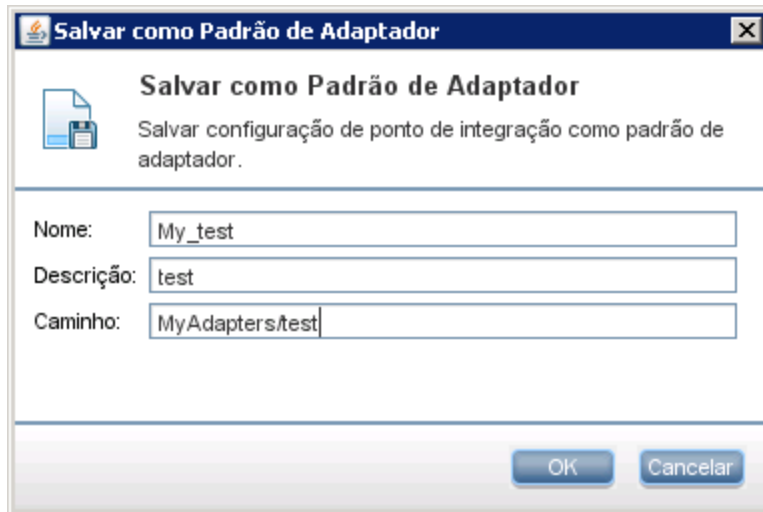 Salvar como Padrão de Adaptador
Salvar como Padrão de Adaptador
Salvar configuração de ponto de integração como padrão de
adaptador.
Nome: My_test
Descrição: test
Caminho: MyAdapters/test
OK Cancelar